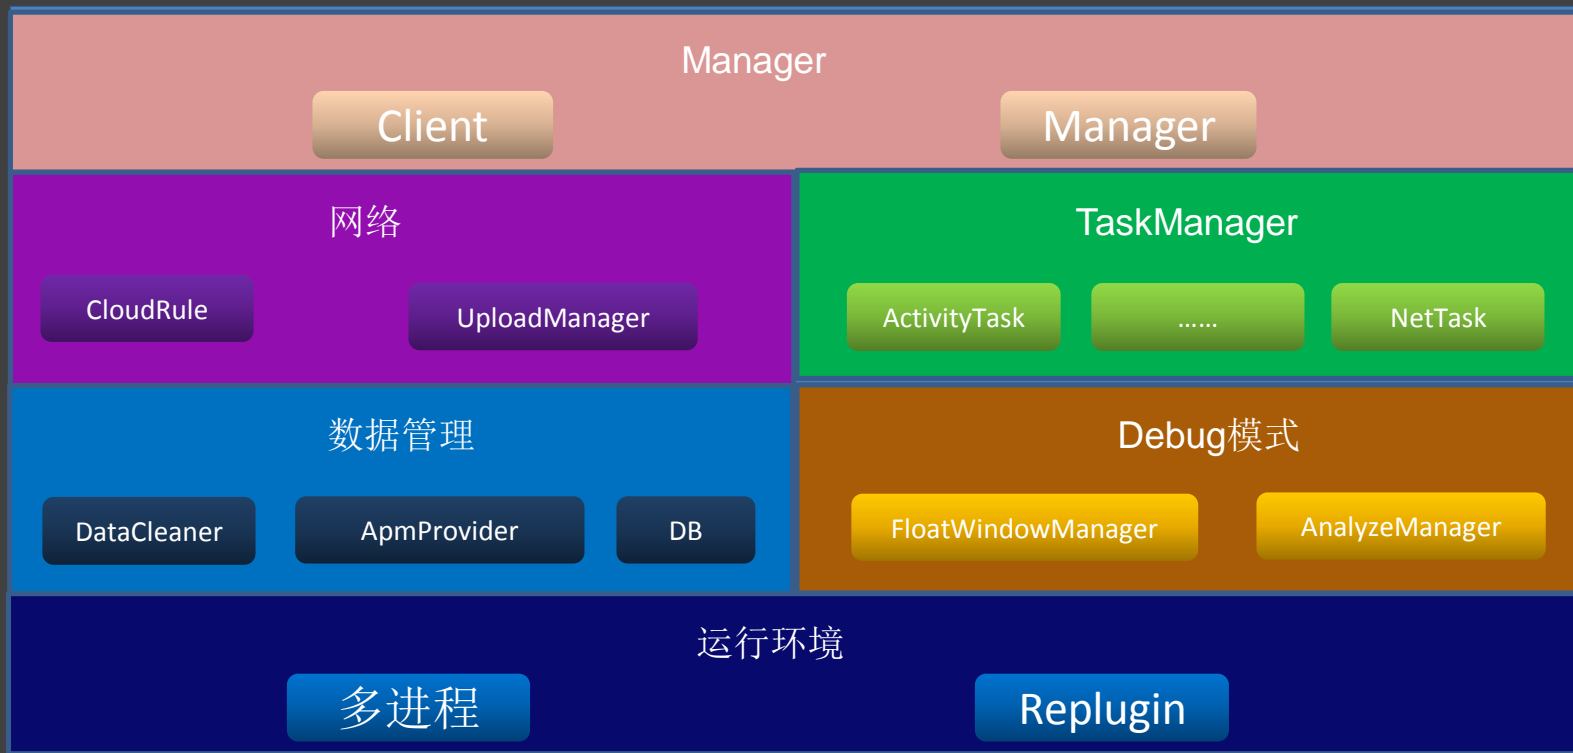 Manager
Client
Manager
网络
CloudRule
UploadManager
TaskManager
ActivityTask
......
NetTask
数据管理
DataCleaner
ApmProvider
DB
Debug模式
FloatWindowManager
AnalyzeManager
运行环境
多进程
Replugin